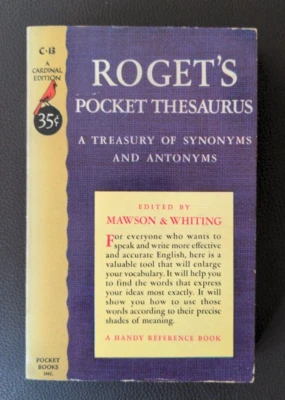 C-13
A CARDINAL
EDITION
35¢
ROGET'S
POCKET THESAURUS
A TREASURY OF SYNONYMS
AND ANTONYMS
EDITED BY
MAWSON & WHITING
For everyone who wants to
speak and write more effective
and accurate English, here is a
valuable tool that will enlarge
your vocabulary. It will help you
to find the words that express
your ideas most exactly. It will
show you how to use those
words according to their precise
shades of meaning.
A HANDY REFERENCE BOOK
POCKET
BOOKS
INC.